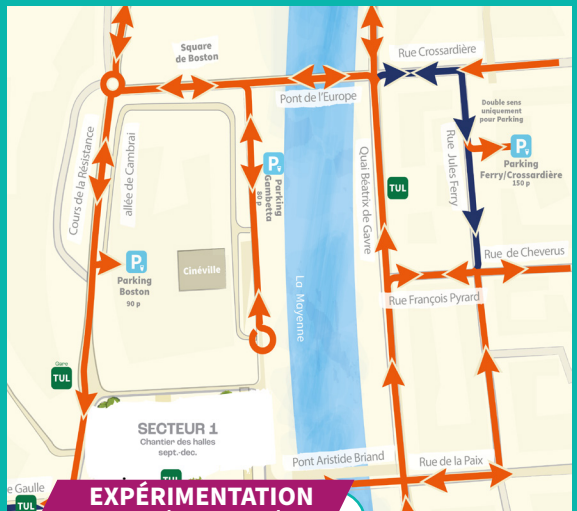 Square
de Boston
Rue Crossardière
Pont de l'Europe
Double sens
uniquement
pour Parking
Cours de la Résistance
allée de Cambrai
P
Parking
Gambetta
80 p
Quai Béatrix de Gavre
TUL
Rue Jules Ferry
P
Parking
Ferry/Crossardière
150 p
P
Parking
Boston
90 p
Cinéville
La Mayenne
Rue de Cheverus
Rue François Pyrard
Gare
TUL
SECTEUR 1
Chantier des halles
sept.-dec.
TUL
Pont Aristide Briand
Rue de la Paix
e Gaulle
TUL
EXPÉRIMENTATION